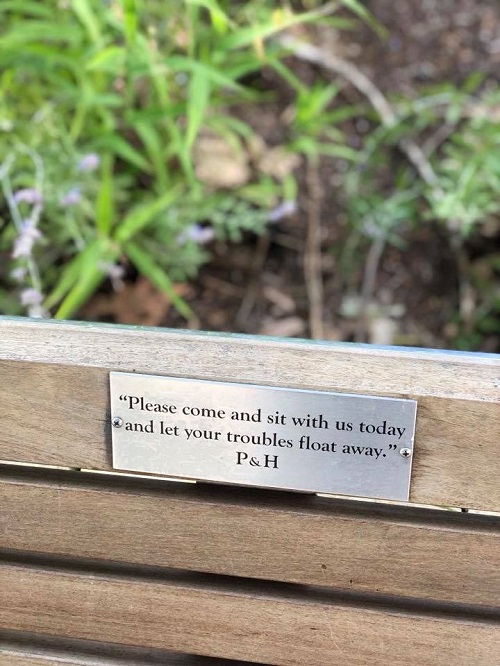 “Please come and sit with us today
and let your troubles float away.”
P&H